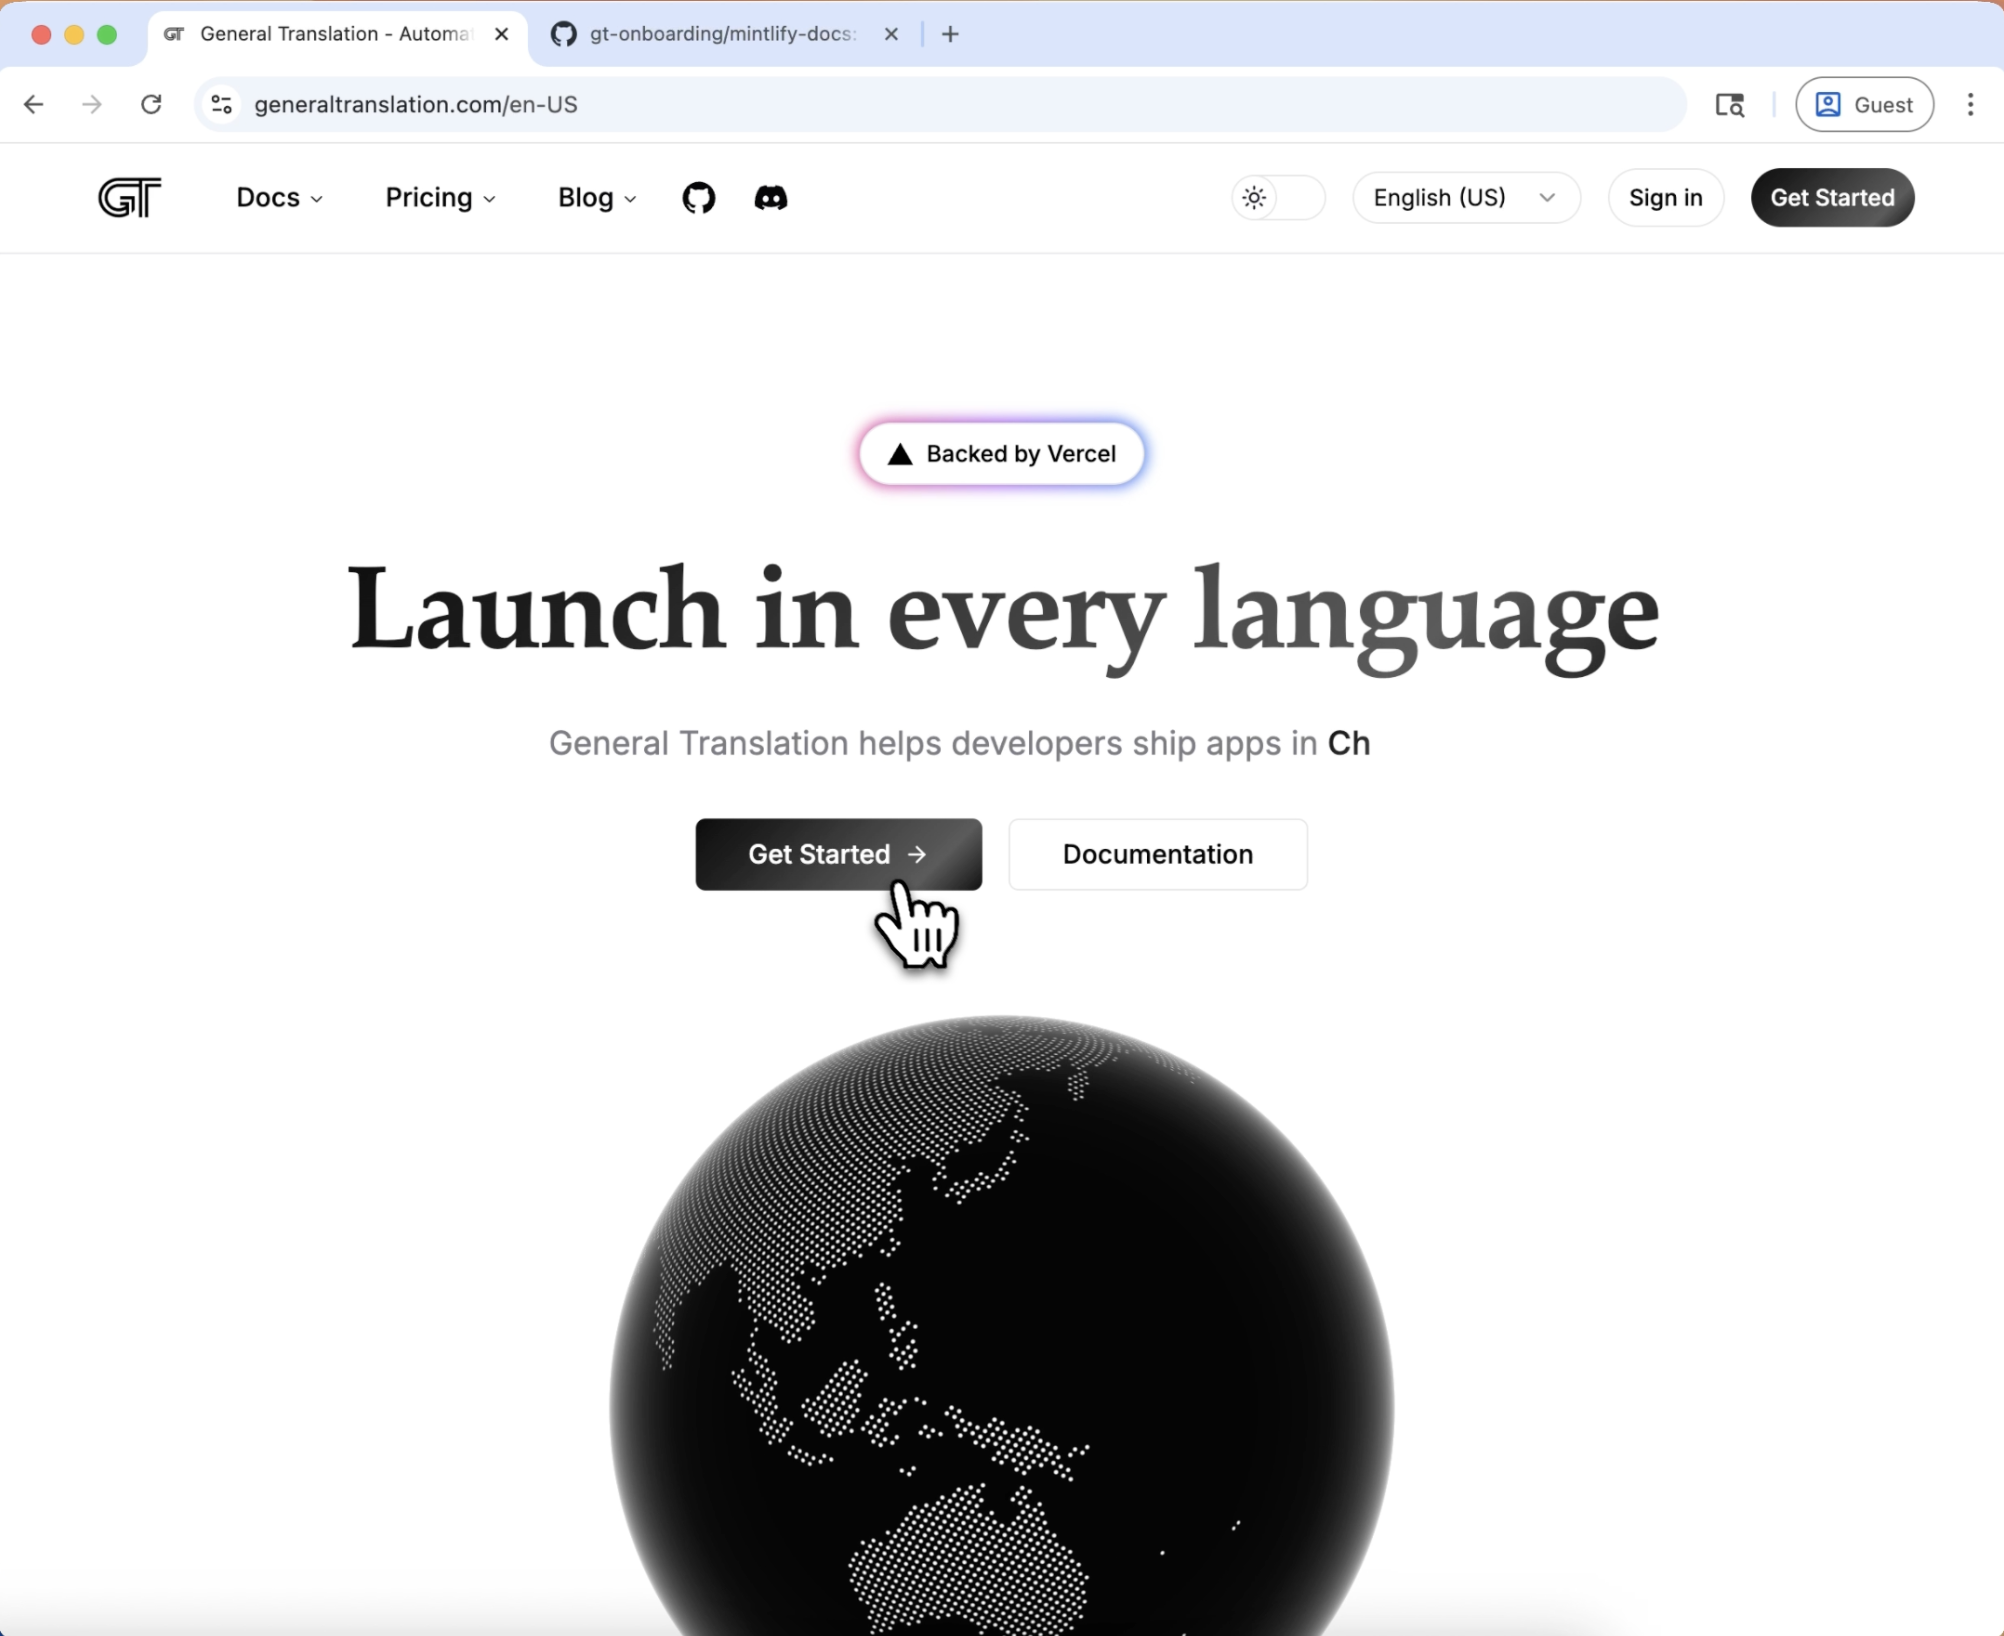 General Translation - Automa
gt-onboarding/mintlify-docs:
generaltranslation.com/en-US
Guest
GT
Docs
Pricing
Blog
English (US)
Sign in
Get Started
Backed by Vercel
Launch in every language
General Translation helps developers ship apps in Ch
Get Started →
Documentation